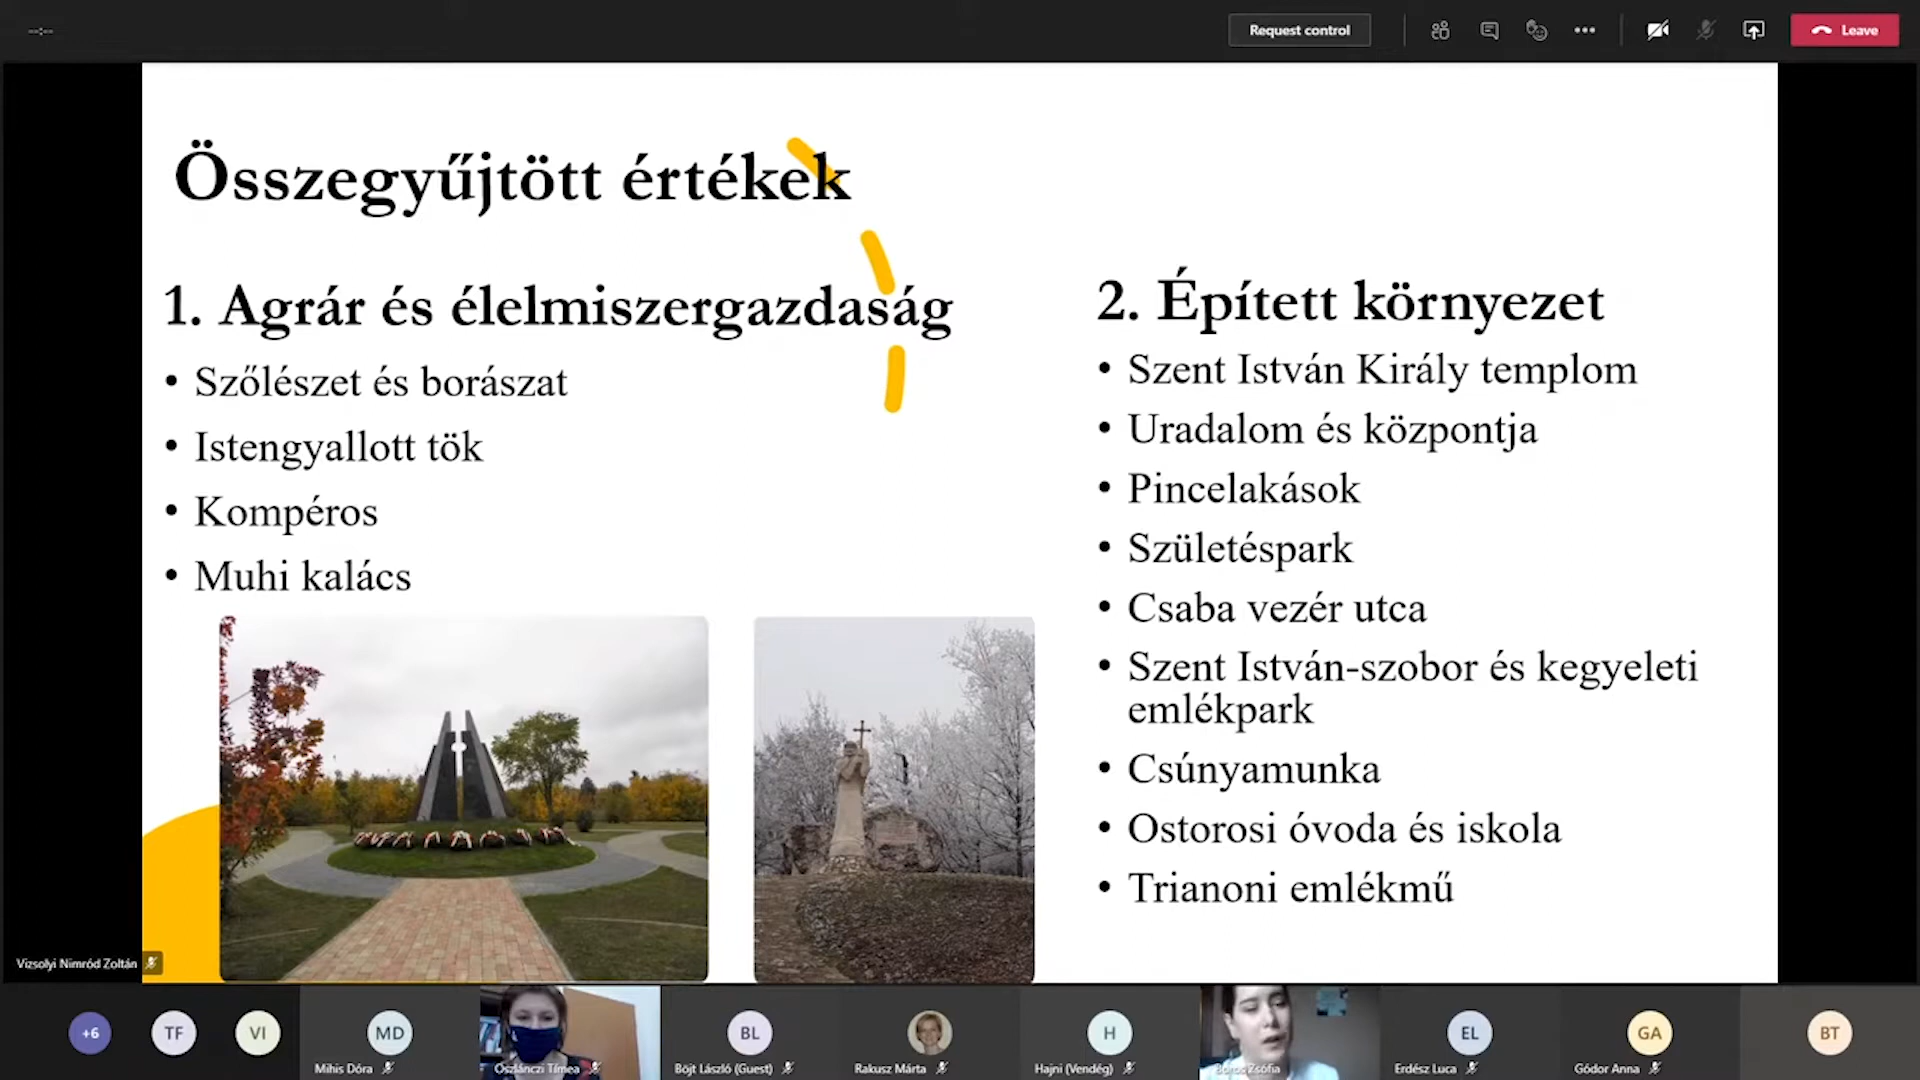 --:--
Request control
Leave
Összegyűjtött értékek
1. Agrár és élelmiszergazdaság
• Szőlészet és borászat
• Istengyallott tök
• Kompéros
• Muhi kalács
2. Épített környezet
• Szent István Király templom
• Uradalom és központja
• Pincelakások
• Születéspark
• Csaba vezér utca
• Szent István-szobor és kegyeleti
emlékpark
• Csúnyamunka
• Ostorosi óvoda és iskola
• Trianoni emlékmű
Vizsolyi Nimród Zoltán
+6
TF
VI
MD
BL
H
EL
GA
BT
Mihis Dóra
Oszlánczi Tímea
Böjt László (Guest)
Rakusz Márta
Hajni (Vendég)
Boros Zsófia
Erdész Luca
Gódor Anna